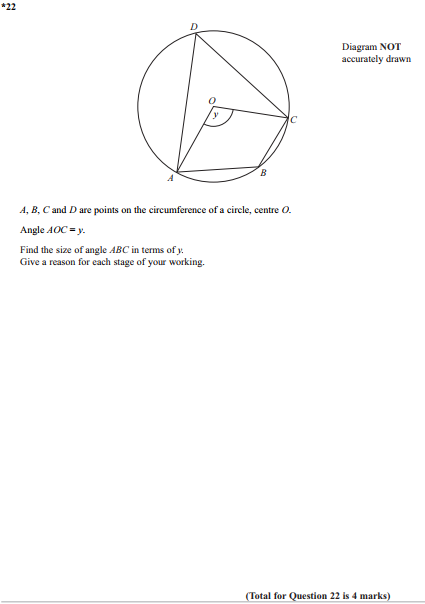 *22
D
Diagram NOT
accurately drawn
O
y
C
A
B
A, B, C and D are points on the circumference of a circle, centre O.
Angle AOC = y.
Find the size of angle ABC in terms of y.
Give a reason for each stage of your working.
(Total for Question 22 is 4 marks)